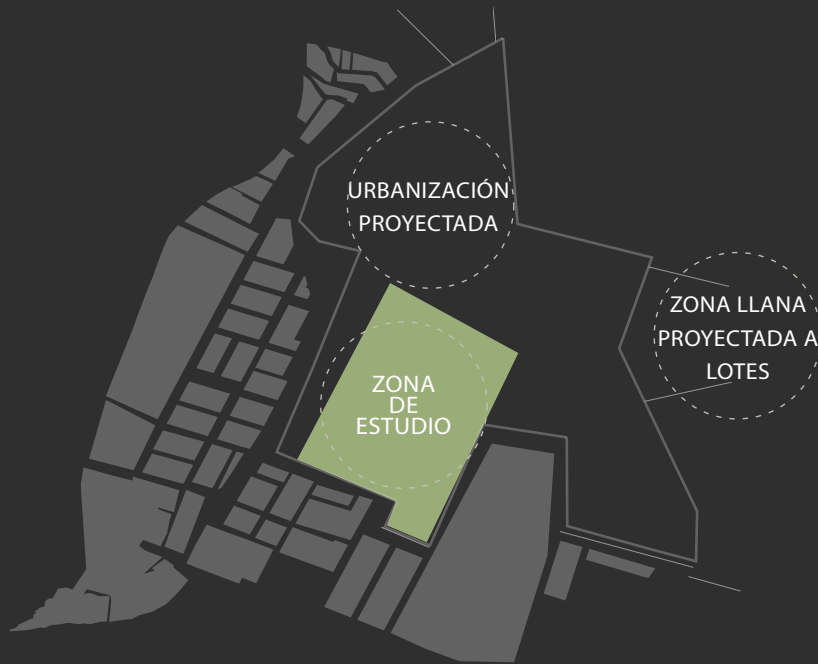 URBANIZACIÓN
PROYECTADA
ZONA LLANA
PROYECTADA A
LOTES
ZONA
DE
ESTUDIO